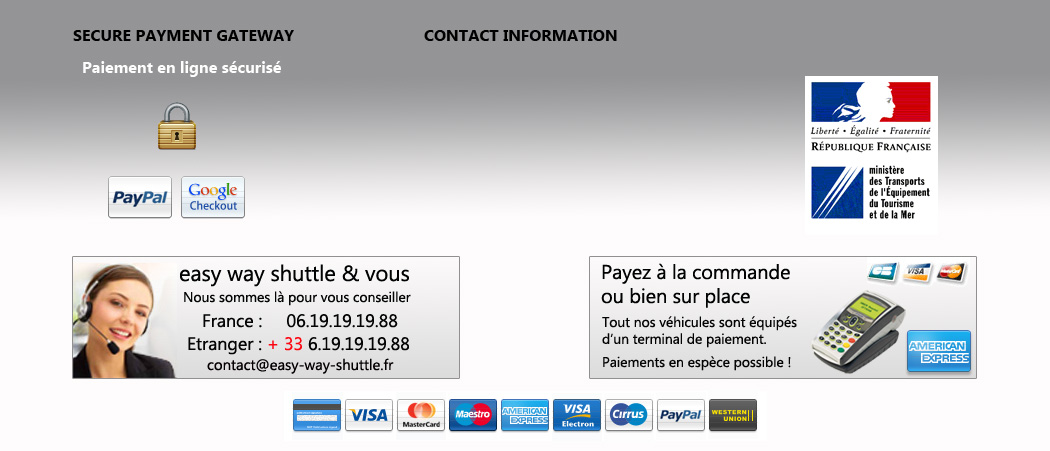 SECURE PAYMENT GATEWAY
CONTACT INFORMATION
Paiement en ligne sécurisé
PayPal
Google
Checkout
Liberté • Égalité • Fraternité
RÉPUBLIQUE FRANÇAISE
ministère
des Transports
de l'Équipement
du Tourisme
et de la Mer
easy way shuttle & vous
Nous sommes là pour vous conseiller
France : 06.19.19.19.88
Etranger : + 33 6.19.19.19.88
contact@easy-way-shuttle.fr
Payez à la commande
ou bien sur place
Tout nos véhicules sont équipés
d'un terminal de paiement.
Paiements en espèce possible !
VISA
AMERICAN
EXPRESS
VISA
MasterCard
Maestro
AMERICAN
EXPRESS
VISA
Electron
Cirrus
PayPal
WESTERN
UNION